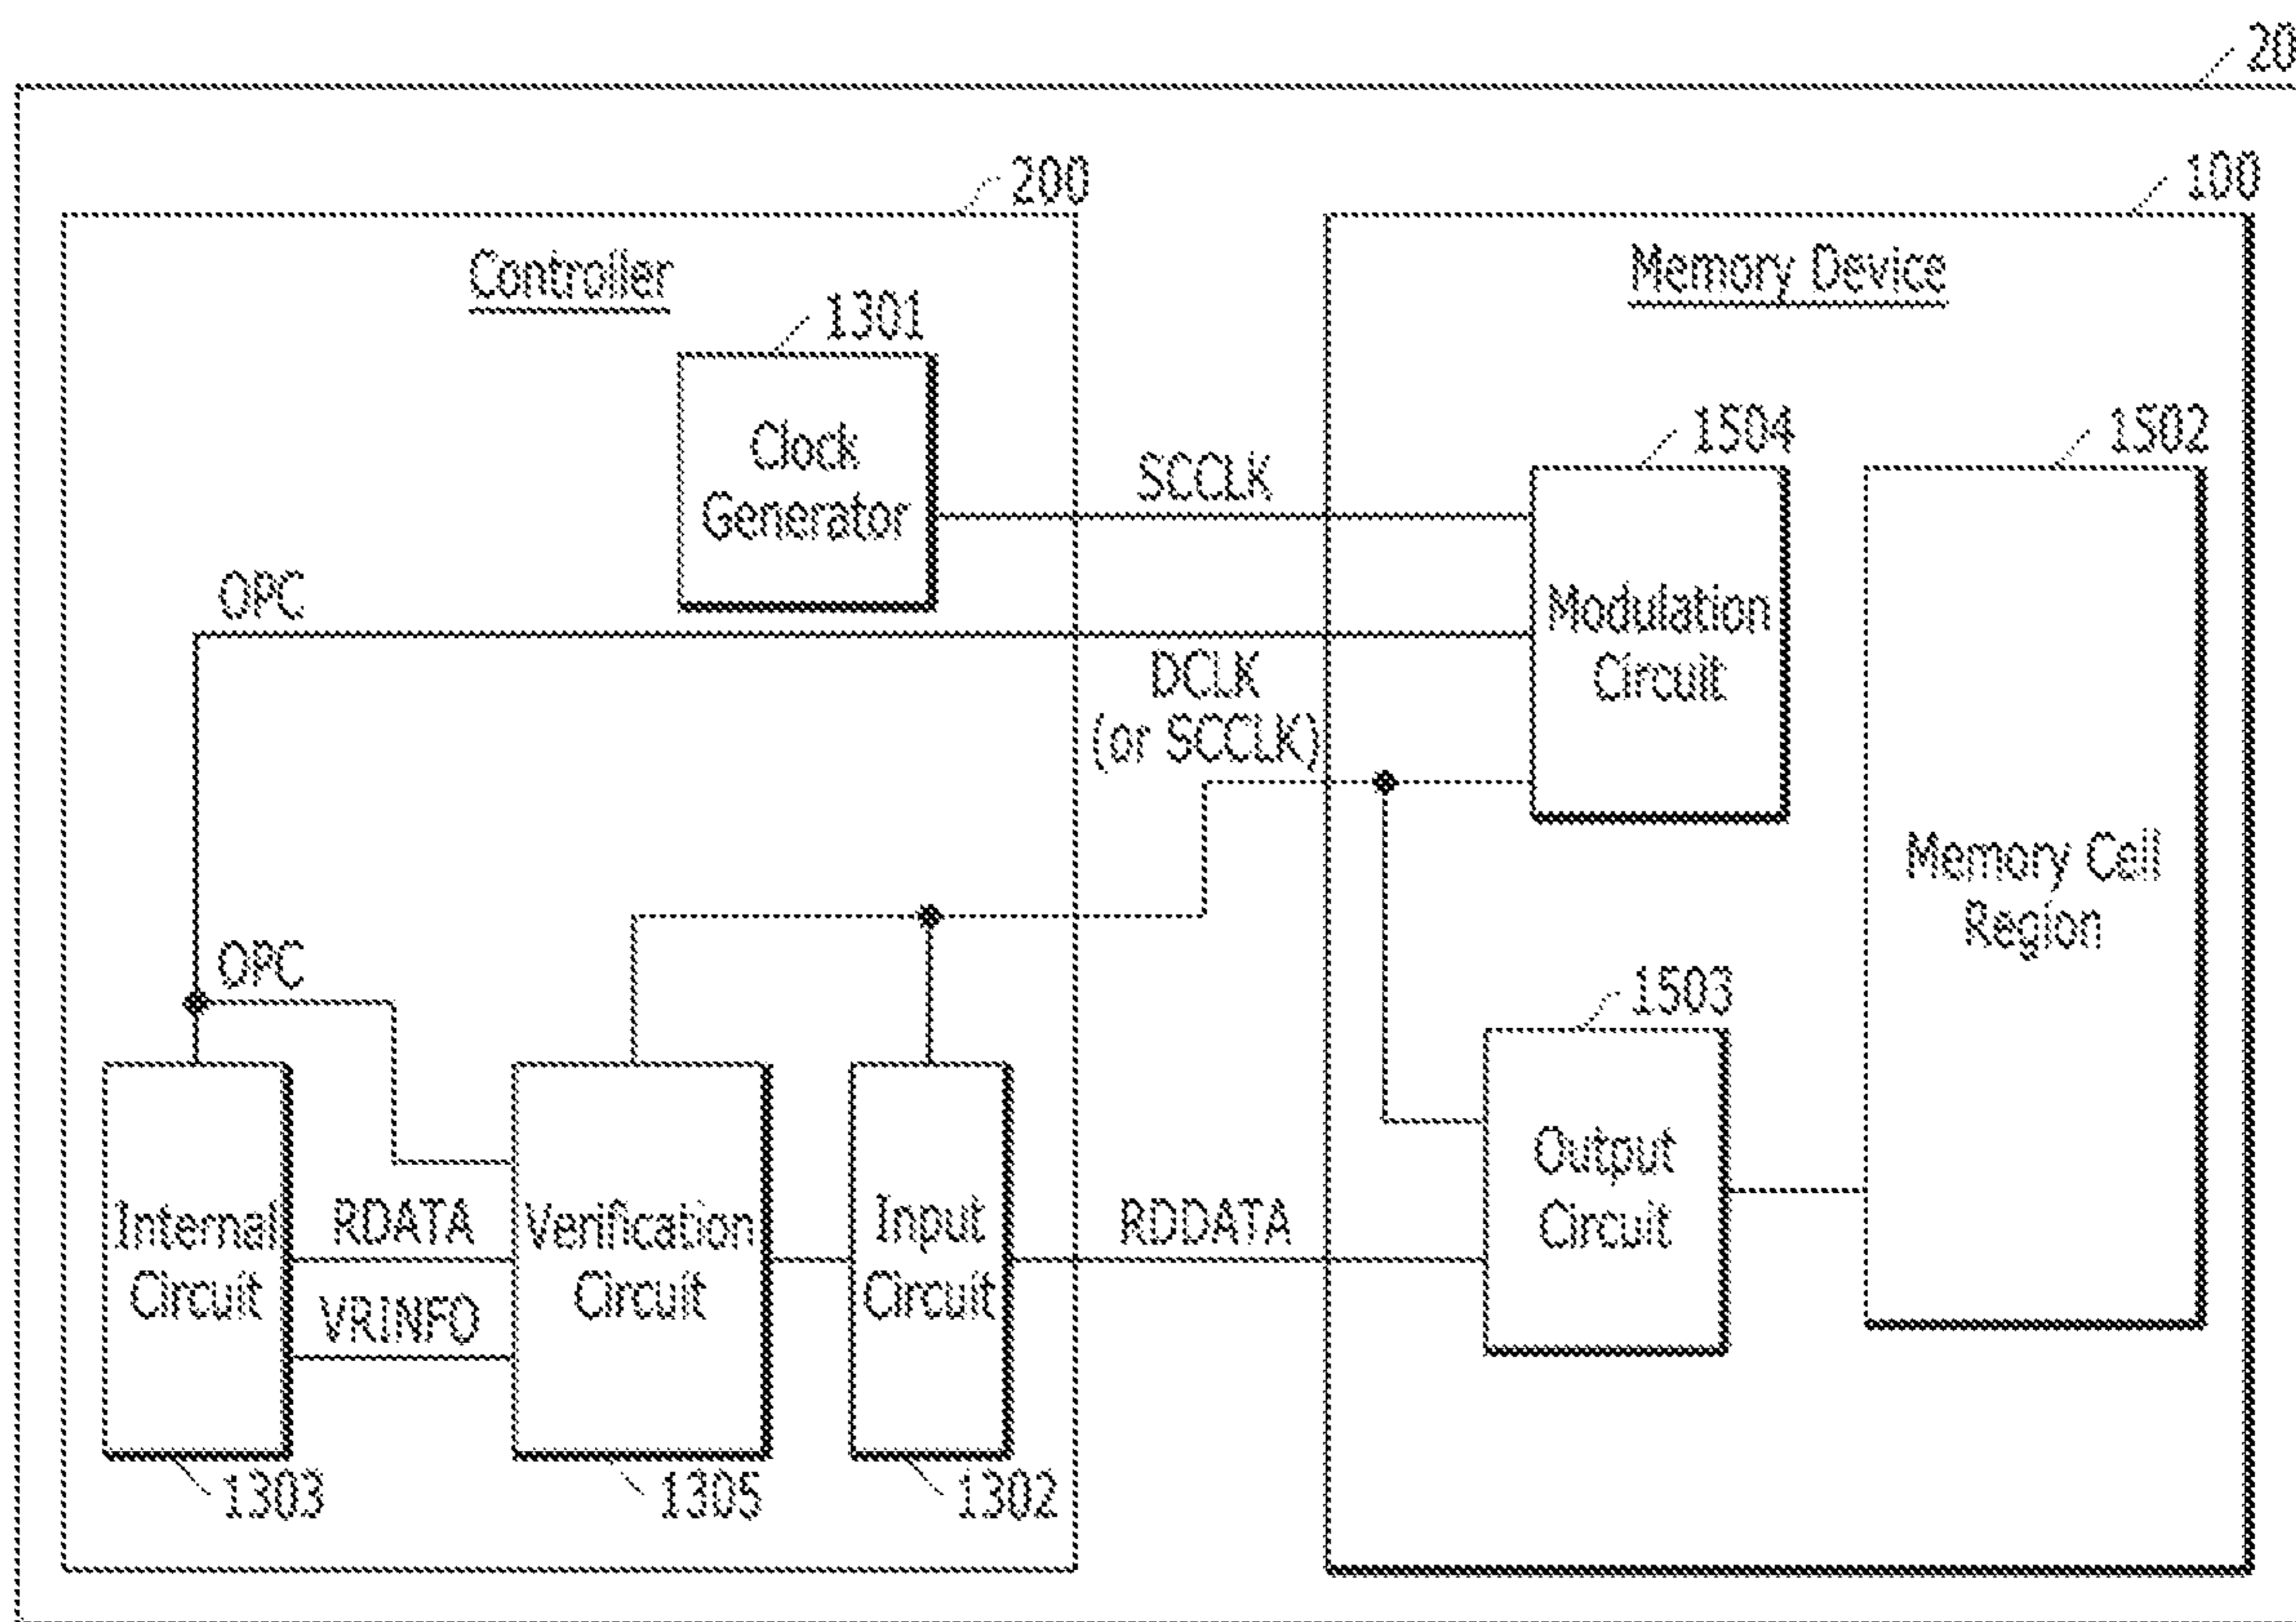 20
200
100
Controller
Memory Device
1301
Clock
Generator
1504
1502
SCCLK
OPC
Modulation
Circuit
DCLK
(or SCCLK)
Memory Cell
Region
OPC
1503
Output
Circuit
Internal
Circuit
RDATA
VRINFO
Verification
Circuit
Input
Circuit
RDDATA
1303
1305
1302